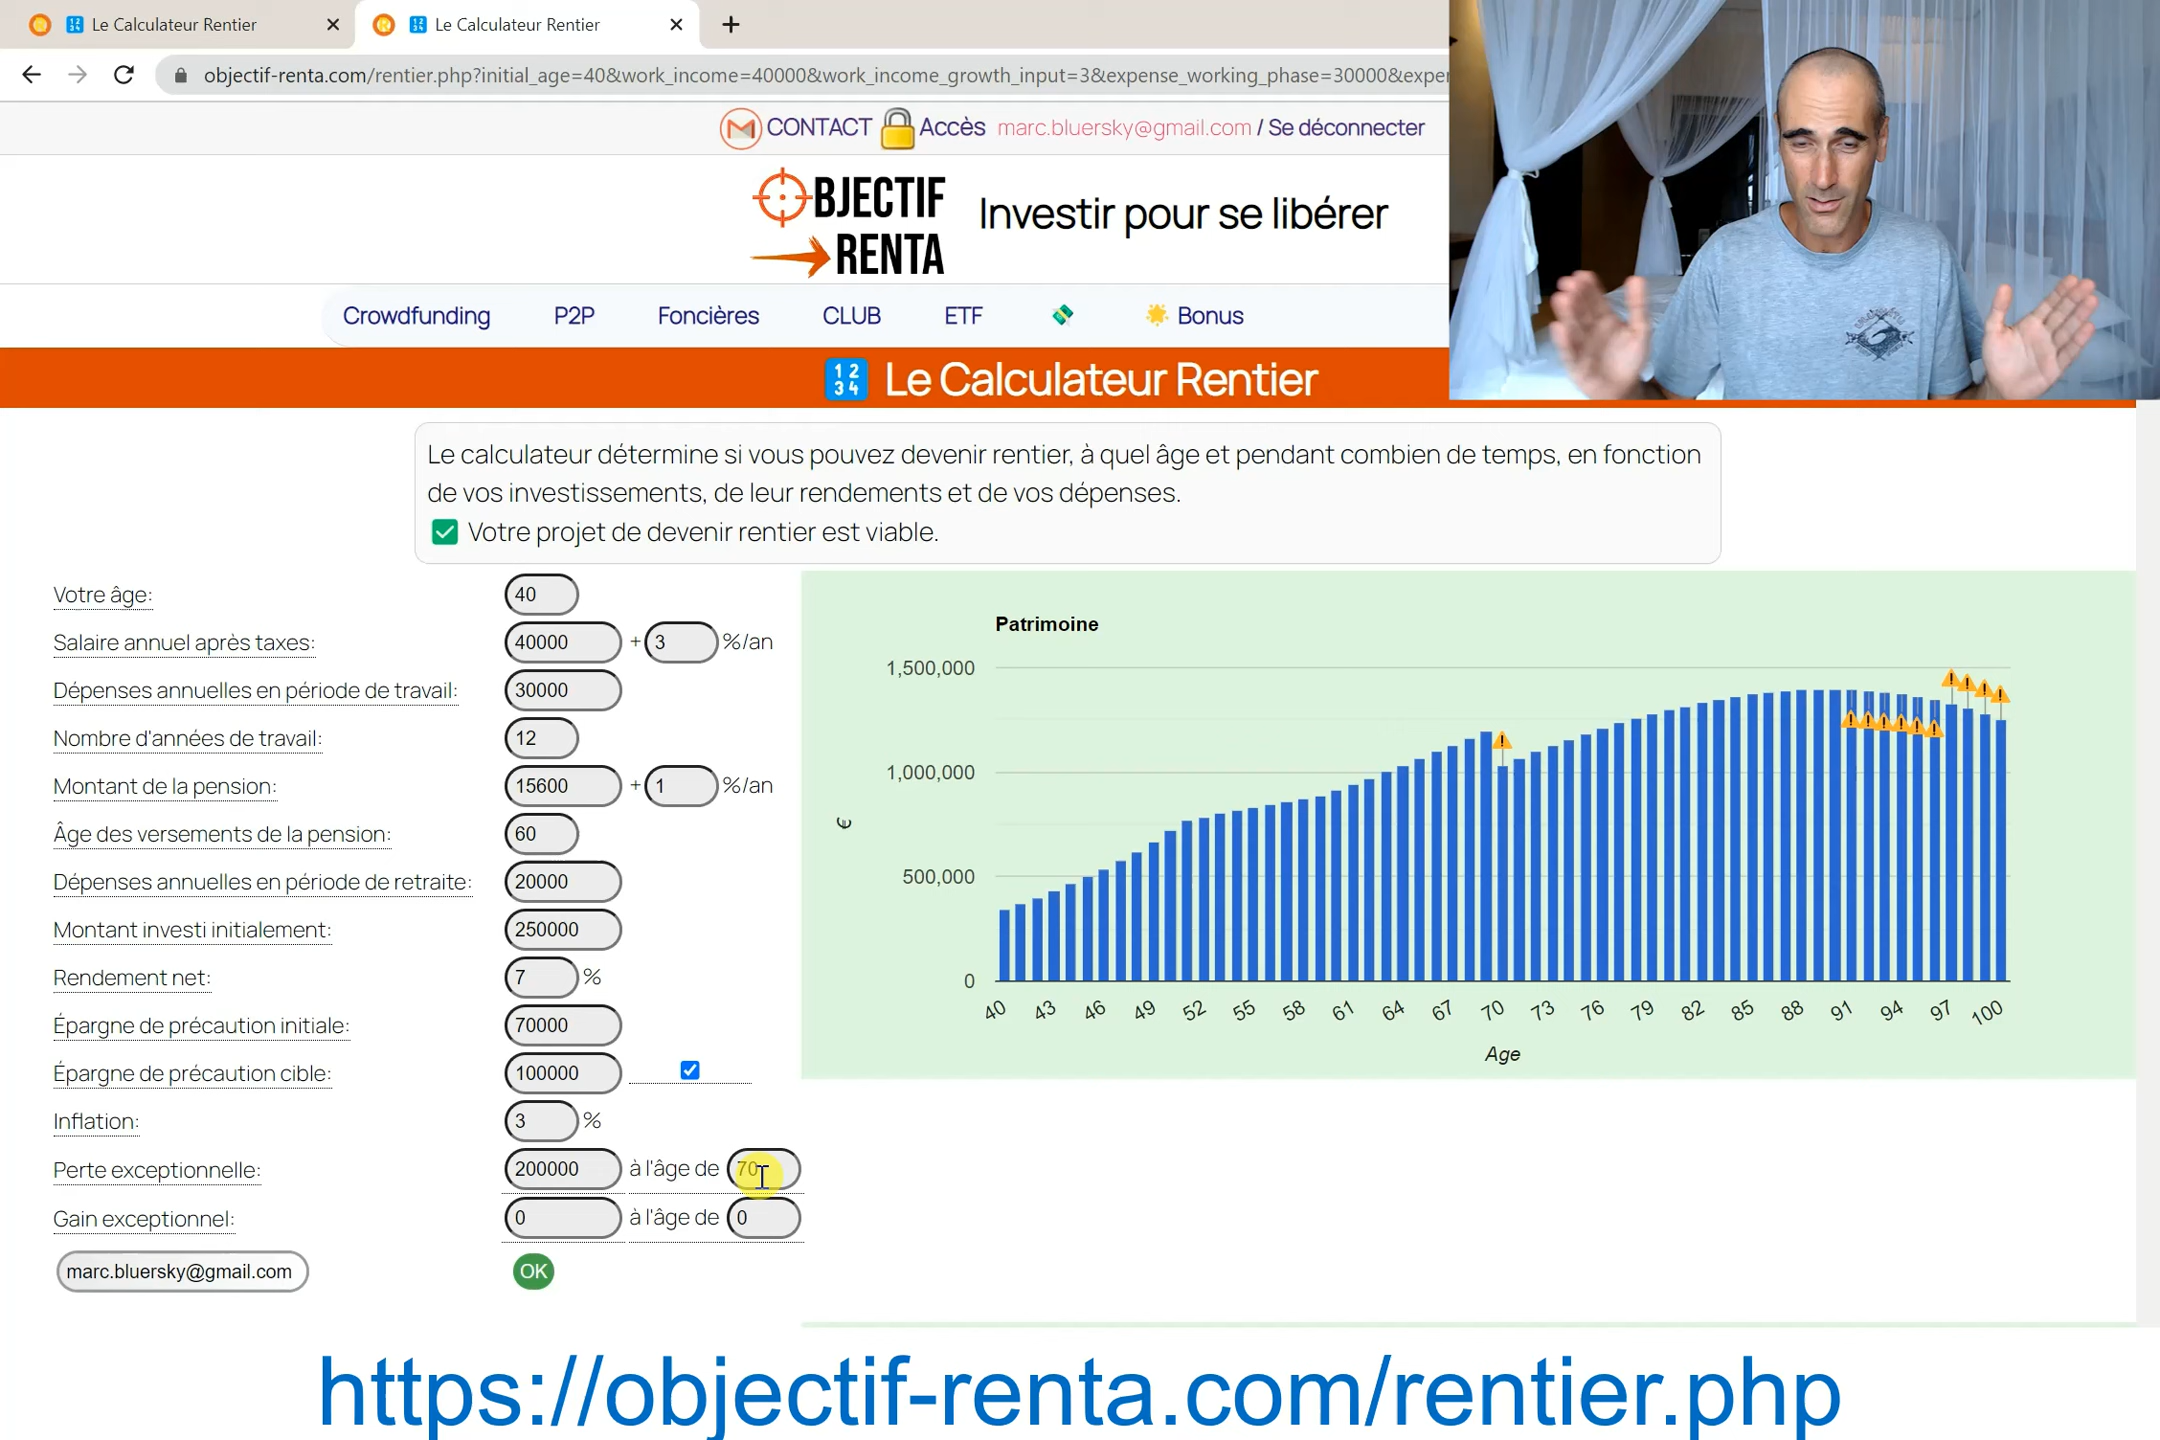 Le Calculateur Rentier
Le Calculateur Rentier
objectif-renta.com/rentier.php?initial_age=40&work_income=40000&work_income_growth_input=3&expense_working_phase=30000&exper
CONTACT Accès marc.bluersky@gmail.com / Se déconnecter
OBJECTIF
RENTA
Investir pour se libérer
Crowdfunding P2P Foncières CLUB ETF Bonus
1234 Le Calculateur Rentier
Le calculateur détermine si vous pouvez devenir rentier, à quel âge et pendant combien de temps, en fonction
de vos investissements, de leur rendements et de vos dépenses.
Votre projet de devenir rentier est viable.
Votre âge: 40
Salaire annuel après taxes: 40000 + 3 %/an
Dépenses annuelles en période de travail: 30000
Nombre d'années de travail: 12
Montant de la pension: 15600 + 1 %/an
Âge des versements de la pension: 60
Dépenses annuelles en période de retraite: 20000
Montant investi initialement: 250000
Rendement net: 7 %
Épargne de précaution initiale: 70000
Épargne de précaution cible: 100000
Inflation: 3 %
Perte exceptionnelle: 200000 à l'âge de 70
Gain exceptionnel: 0 à l'âge de 0
marc.bluersky@gmail.com OK
Patrimoine
1,500,000
1,000,000
500,000
0
€
40 43 46 49 52 55 58 61 64 67 70 73 76 79 82 85 88 91 94 97 100
Age
https://objectif-renta.com/rentier.php